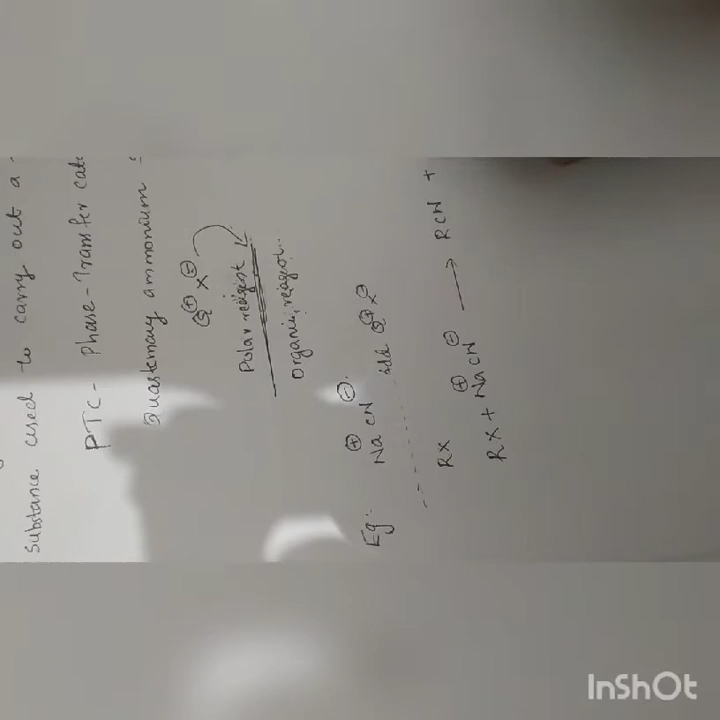 substance used to carry out a
PTC - Phase-Transfer cata
Quaternary ammonium
Q⊕ X⊖
Polar reagent
Organic reagent..
Eg:- Na⊕ CN⊖. add Q⊕ X⊖
RX
RX + Na⊕ CN⊖ ⟶ RCN +
InShOt